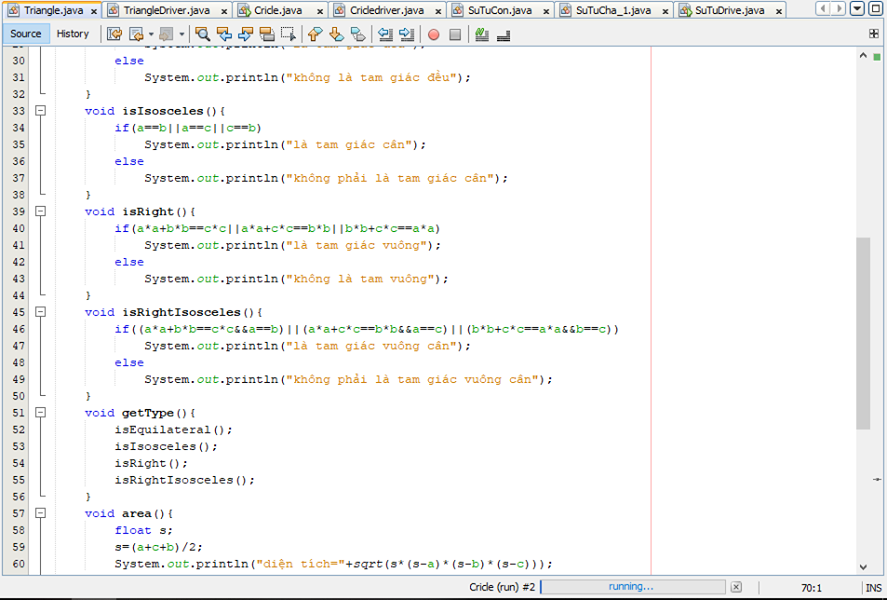 Triangle.java TriangleDriver.java Cricle.java Cricledriver.java SuTuCon.java SuTuCha_1.java SuTuDrive.java
Source History
30 else
31 System.out.println("không là tam giác đều");
32 }
33 void isIsosceles(){
34 if(a==b||a==c||c==b)
35 System.out.println("là tam giác cân");
36 else
37 System.out.println("không phải là tam giác cân");
38 }
39 void isRight(){
40 if(a*a+b*b==c*c||a*a+c*c==b*b||b*b+c*c==a*a)
41 System.out.println("là tam giác vuông");
42 else
43 System.out.println("không là tam vuông");
44 }
45 void isRightIsosceles(){
46 if((a*a+b*b==c*c&&a==b)||(a*a+c*c==b*b&&a==c)||(b*b+c*c==a*a&&b==c))
47 System.out.println("là tam giác vuông cân");
48 else
49 System.out.println("không phải là tam giác vuông cân");
50 }
51 void getType(){
52 isEquilateral();
53 isIsosceles();
54 isRight();
55 isRightIsosceles();
56 }
57 void area(){
58 float s;
59 s=(a+c+b)/2;
60 System.out.println("diện tích="+sqrt(s*(s-a)*(s-b)*(s-c)));
Cricle (run) #2 running... 70:1 INS